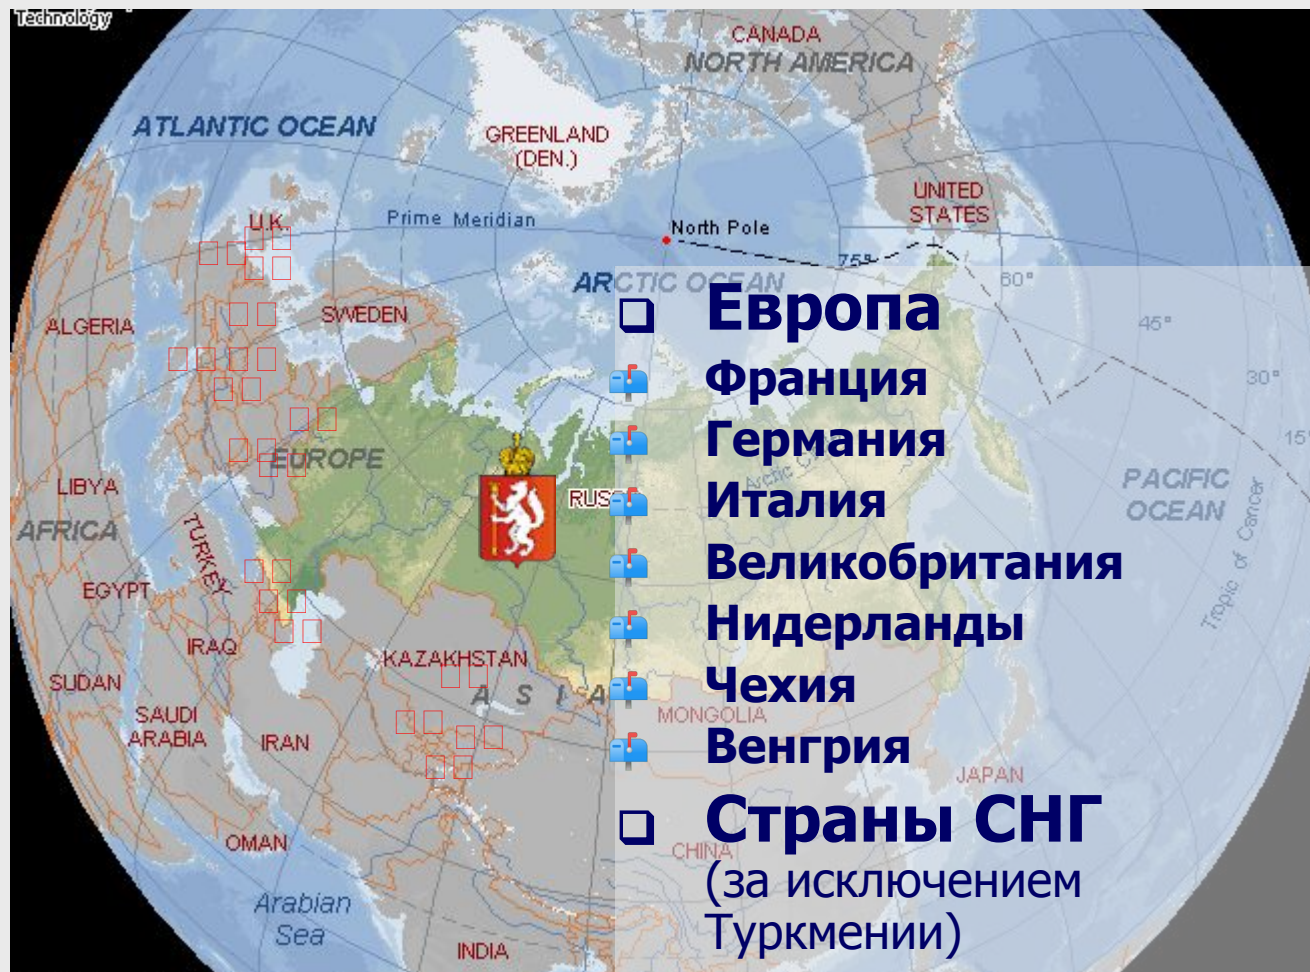 Technology
CANADA
NORTH AMERICA
ATLANTIC OCEAN
GREENLAND
(DEN.)
UNITED
STATES
U.K.
Prime Meridian
North Pole
75°
ARCTIC OCEAN
60°
Европа
SWEDEN
ALGERIA
45°
Франция
30°
15°
Германия
EUROPE
Arctic
LIBYA
RUSS
Италия
PACIFIC
OCEAN
Tropic of Cancer
AFRICA
TURKEY
Великобритания
EGYPT
Нидерланды
IRAQ
KAZAKHSTAN
SUDAN
ASIA
Чехия
SAUDI
ARABIA
MONGOLIA
IRAN
Венгрия
JAPAN
Страны СНГ
OMAN
CHINA
(за исключением
Arabian
Sea
Туркмении)
INDIA